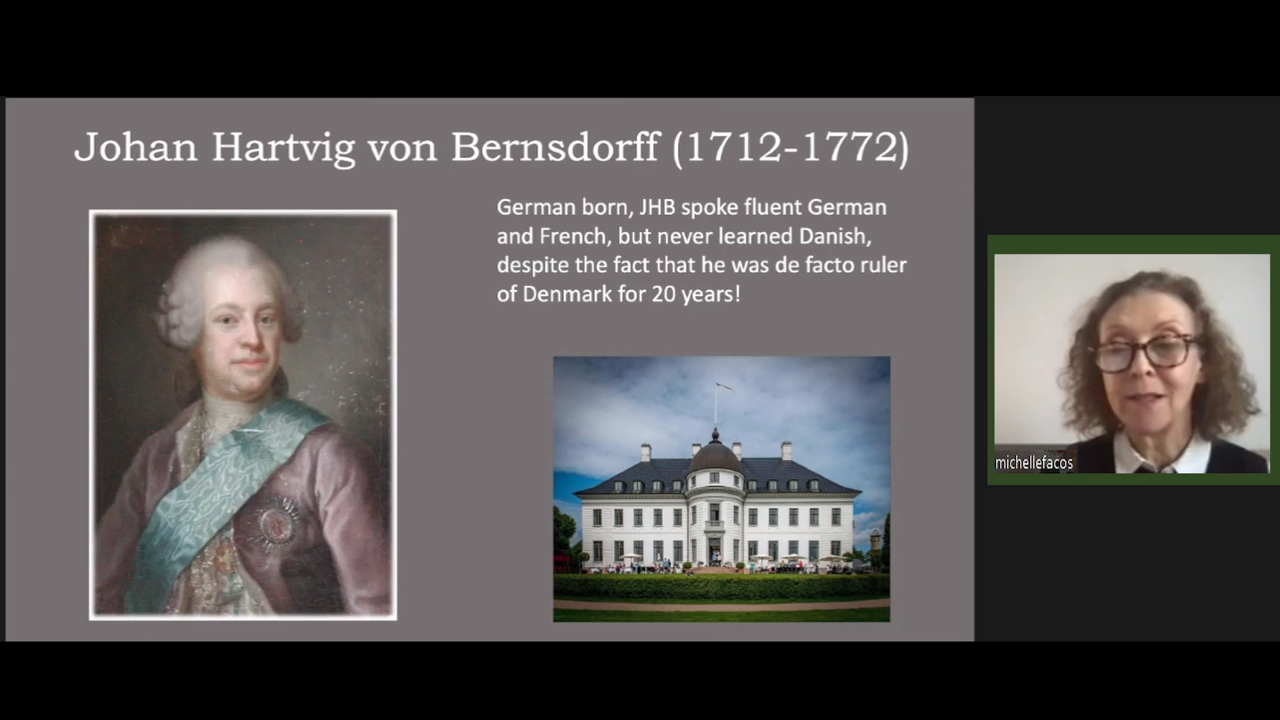 Johan Hartvig von Bernsdorff (1712-1772)
German born, JHB spoke fluent German
and French, but never learned Danish,
despite the fact that he was de facto ruler
of Denmark for 20 years!
michellefacos